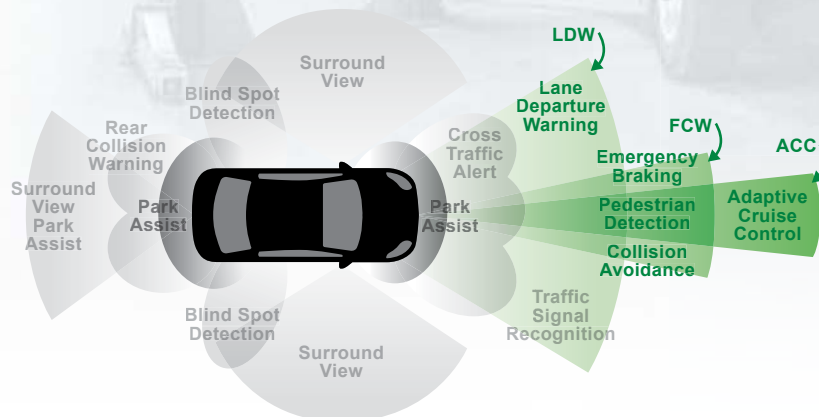 LDW
Surround
View
Lane
Departure
Warning
Blind Spot
Detection
Rear
Collision
Warning
Cross
Traffic
Alert
FCW
ACC
Emergency
Braking
Surround
View
Park
Assist
Park
Assist
Park
Assist
Pedestrian
Detection
Adaptive
Cruise
Control
Collision
Avoidance
Blind Spot
Detection
Traffic
Signal
Recognition
Surround
View